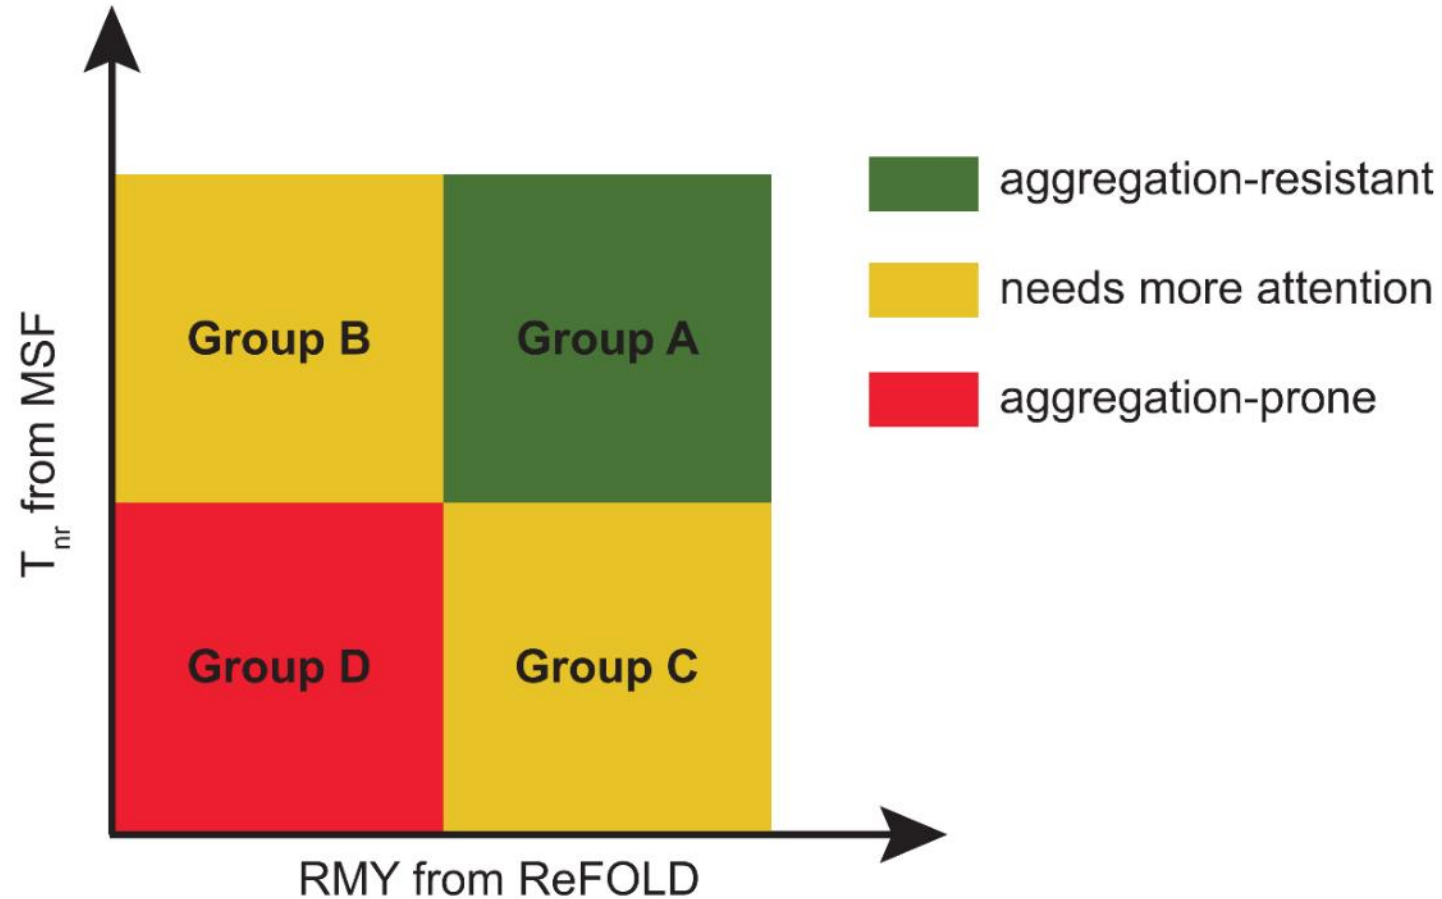 Group B
Group A
aggregation-resistant
needs more attention
aggregation-prone
Group D
Group C
Tnr from MSF
RMY from ReFOLD